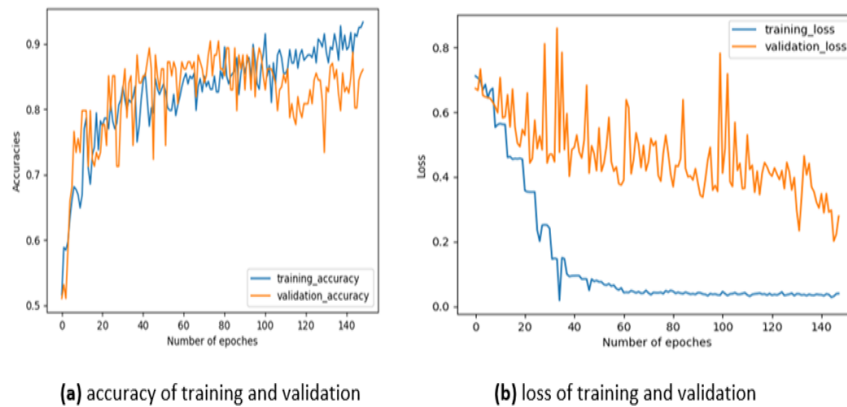 0.9
0.8
0.7
0.6
0.5
Accuracies
0 20 40 60 80 100 120 140
Number of epoches
training_accuracy
validation_accuracy
(a) accuracy of training and validation
0.8
0.6
0.4
0.2
0.0
Loss
0 20 40 60 80 100 120 140
Number of epoches
training_loss
validation_loss
(b) loss of training and validation